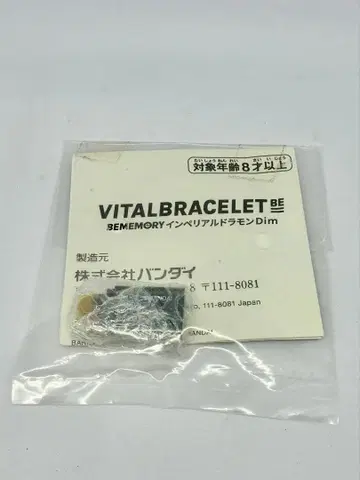 たいしょうねんれい さいいじょう
対象年齢8才以上
VITALBRACELET BE
BEMEMORY インペリアルドラモンDim
製造元
株式会社バンダイ
8 〒111-8081
111-8081 Japan